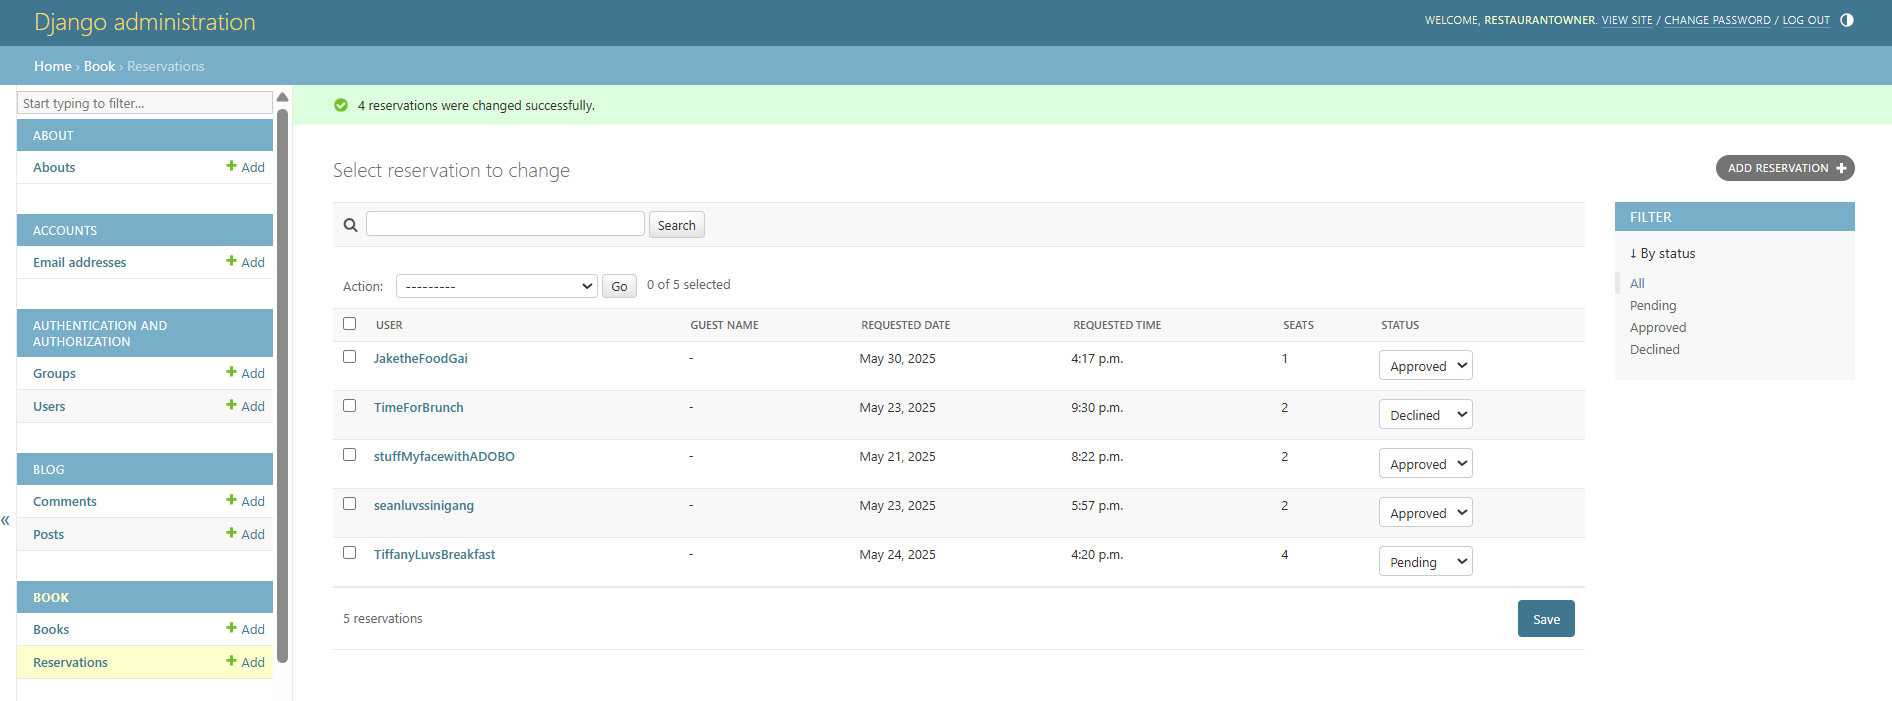 Django administration
WELCOME, RESTAURANTOWNER. VIEW SITE / CHANGE PASSWORD / LOG OUT
Home › Book › Reservations
Start typing to filter...
ABOUT
Abouts + Add
ACCOUNTS
Email addresses + Add
AUTHENTICATION AND
AUTHORIZATION
Groups + Add
Users + Add
BLOG
Comments + Add
Posts + Add
BOOK
Books + Add
Reservations + Add
«
4 reservations were changed successfully.
Select reservation to change
ADD RESERVATION +
Search
Action: --------- Go 0 of 5 selected
USER GUEST NAME REQUESTED DATE REQUESTED TIME SEATS STATUS
JaketheFoodGai - May 30, 2025 4:17 p.m. 1 Approved
TimeForBrunch - May 23, 2025 9:30 p.m. 2 Declined
stuffMyfacewithADOBO - May 21, 2025 8:22 p.m. 2 Approved
seanluvssinigang - May 23, 2025 5:57 p.m. 2 Approved
TiffanyLuvsBreakfast - May 24, 2025 4:20 p.m. 4 Pending
5 reservations
Save
FILTER
↓ By status
All
Pending
Approved
Declined